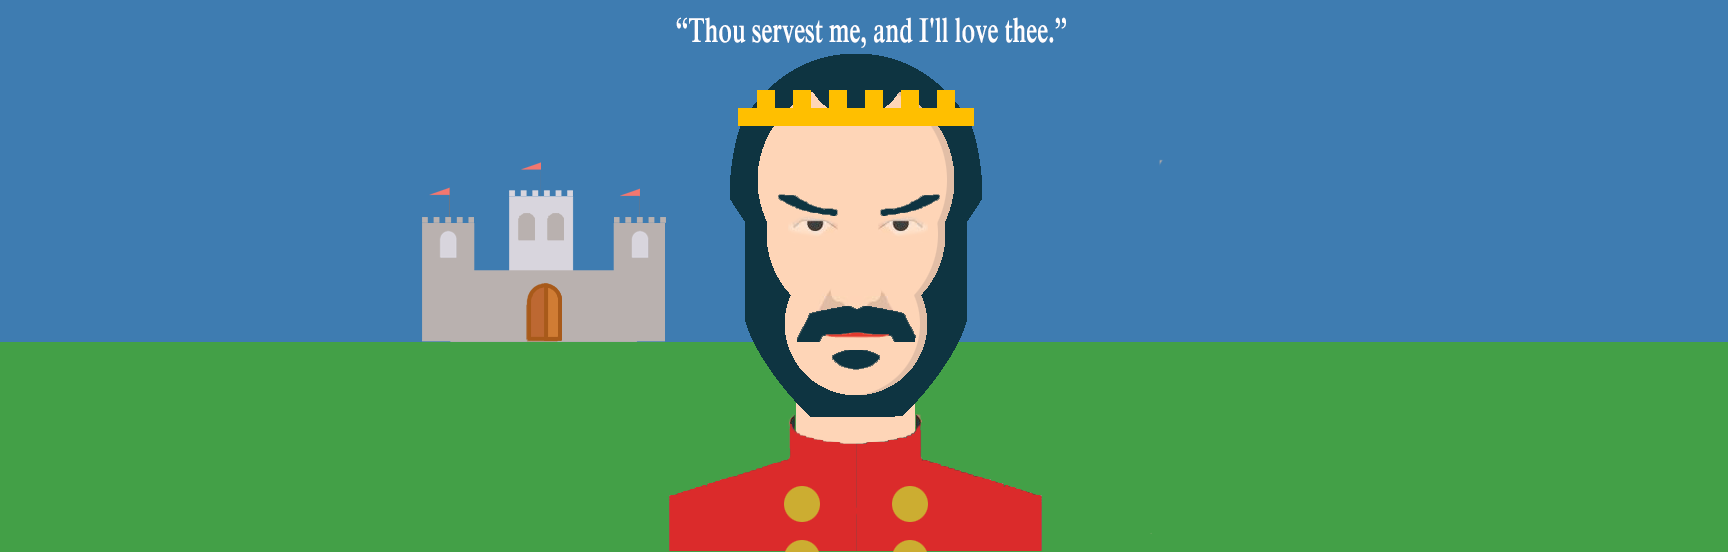 “Thou servest me, and I'll love thee.”